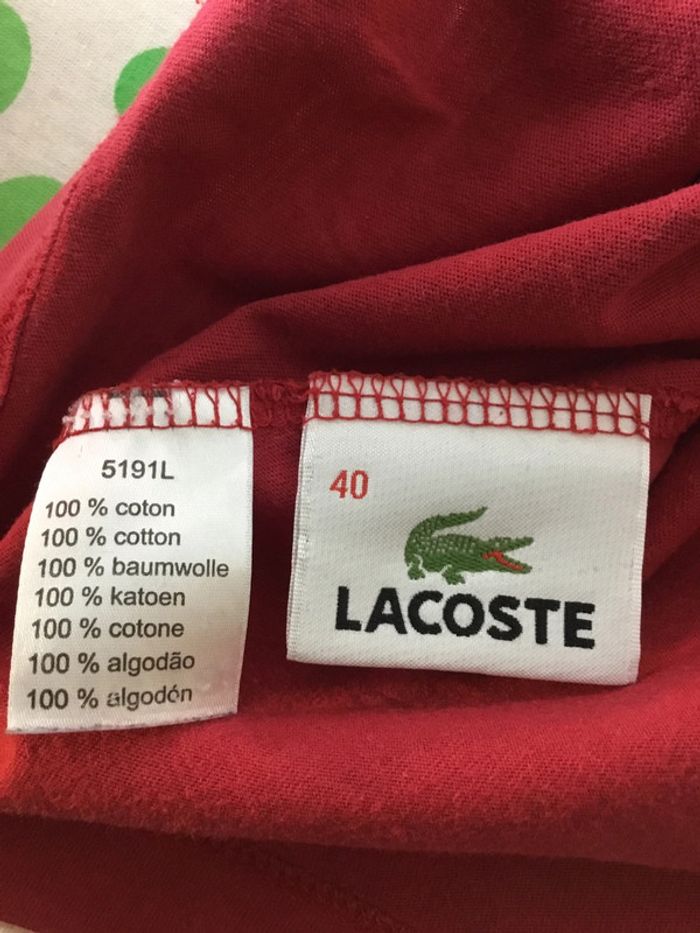 5191L
100 % coton
100 % cotton
100 % baumwolle
100 % katoen
100 % cotone
100 % algodão
100 % algodón
40
LACOSTE